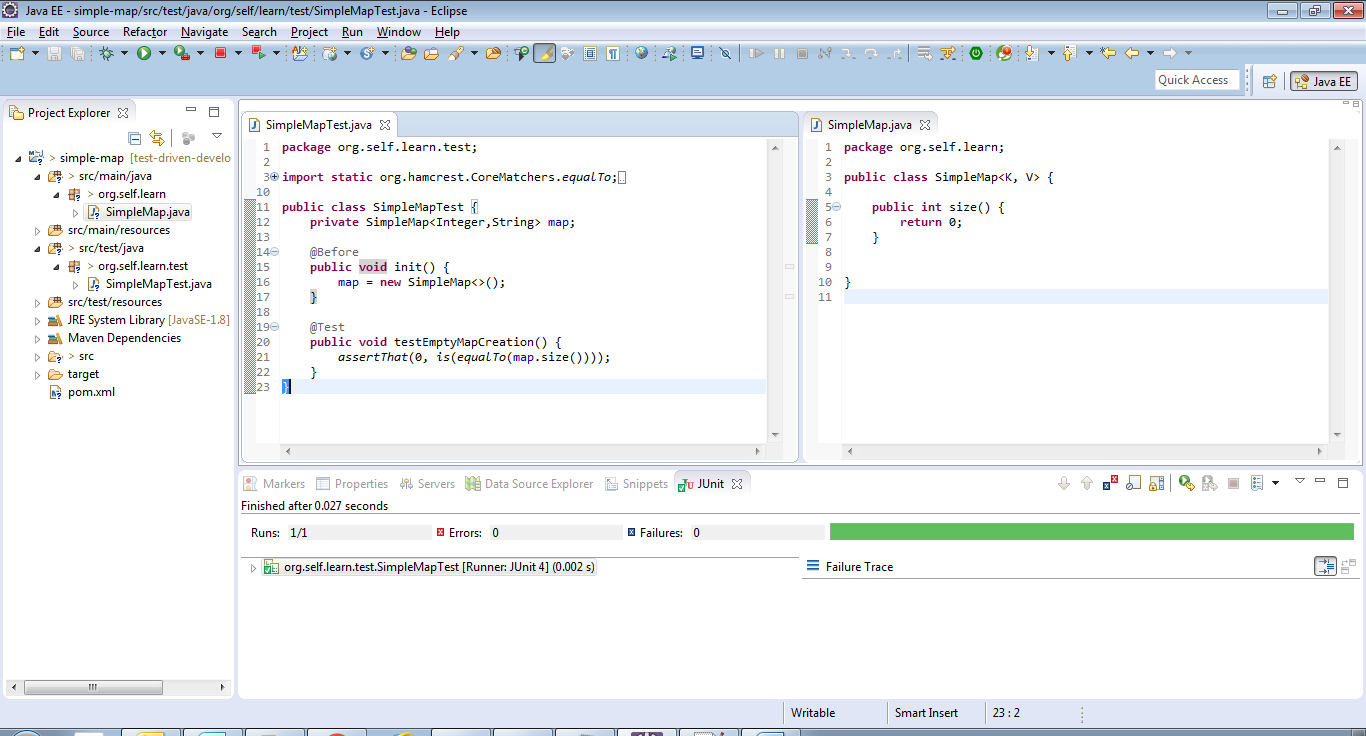 Java EE - simple-map/src/test/java/org/self/learn/test/SimpleMapTest.java - Eclipse
File Edit Source Refactor Navigate Search Project Run Window Help
Quick Access
Java EE
Project Explorer
simple-map [test-driven-develo
> src/main/java
> org.self.learn
SimpleMap.java
src/main/resources
> src/test/java
> org.self.learn.test
SimpleMapTest.java
src/test/resources
JRE System Library [JavaSE-1.8]
Maven Dependencies
> src
target
pom.xml
SimpleMapTest.java
1 package org.self.learn.test;
2
3 import static org.hamcrest.CoreMatchers.equalTo;
10
11 public class SimpleMapTest {
12 private SimpleMap<Integer,String> map;
13
14 @Before
15 public void init() {
16 map = new SimpleMap<>();
17 }
18
19 @Test
20 public void testEmptyMapCreation() {
21 assertThat(0, is(equalTo(map.size())));
22 }
23 }
SimpleMap.java
1 package org.self.learn;
2
3 public class SimpleMap<K, V> {
4
5 public int size() {
6 return 0;
7 }
8
9
10 }
11
Markers Properties Servers Data Source Explorer Snippets JUnit
Finished after 0.027 seconds
Runs: 1/1 Errors: 0 Failures: 0
org.self.learn.test.SimpleMapTest [Runner: JUnit 4] (0.002 s)
Failure Trace
Writable Smart Insert 23 : 2